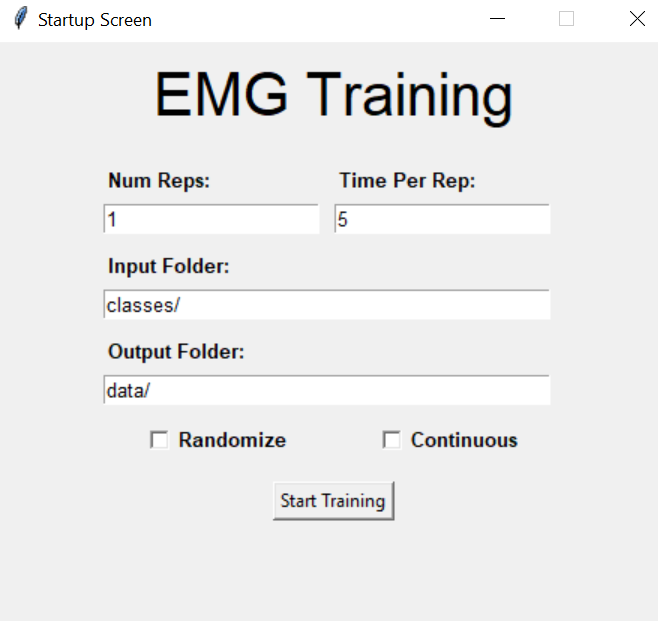 Startup Screen
EMG Training
Num Reps: Time Per Rep:
1 5
Input Folder:
classes/
Output Folder:
data/
Randomize Continuous
Start Training